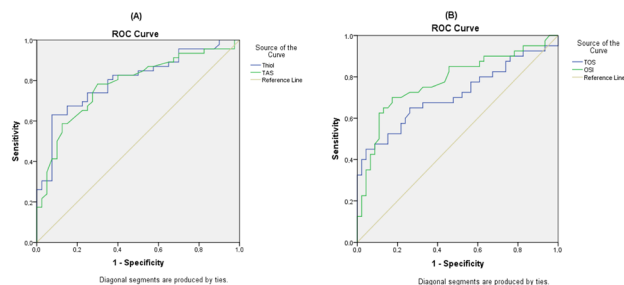 (A)
ROC Curve
Source of the
Curve
Thiol
TAS
Reference Line
Sensitivity
1,0
0,8
0,6
0,4
0,2
0,0
0,0 0,2 0,4 0,6 0,8 1,0
1 - Specificity
Diagonal segments are produced by ties.
(B)
ROC Curve
Source of the
Curve
TOS
OSI
Reference Line
Sensitivity
1,0
0,8
0,6
0,4
0,2
0,0
0,0 0,2 0,4 0,6 0,8 1,0
1 - Specificity
Diagonal segments are produced by ties.